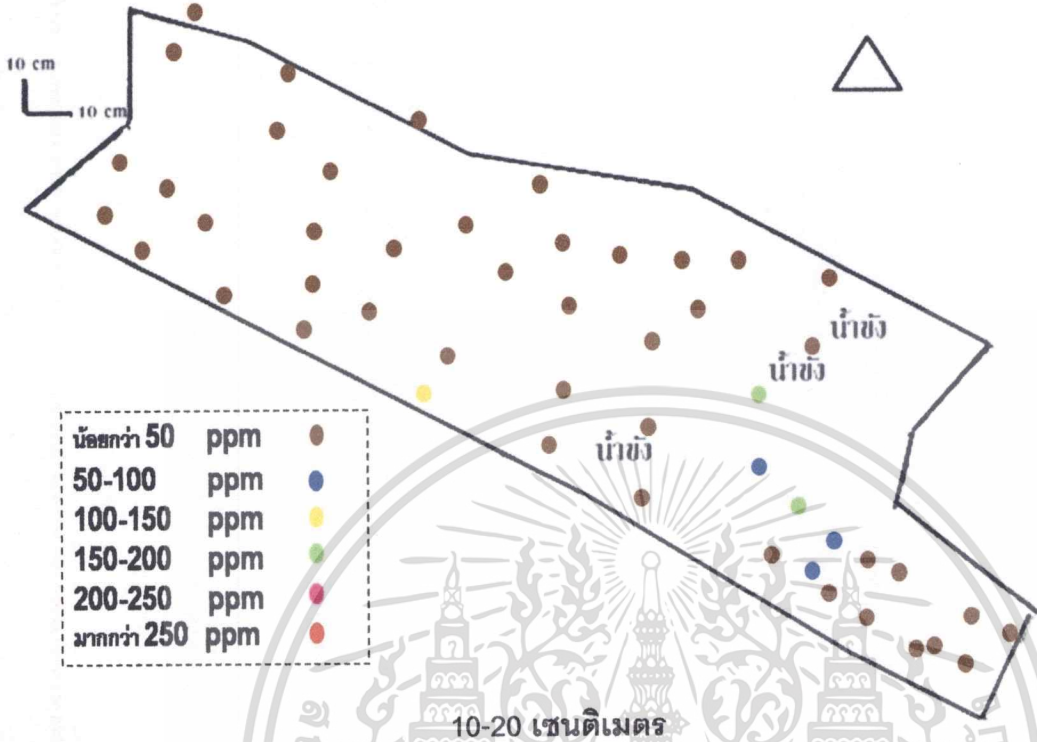 10 cm
10 cm
น้ำขัง
น้ำขัง
น้ำขัง
น้อยกว่า 50 ppm
50-100 ppm
100-150 ppm
150-200 ppm
200-250 ppm
มากกว่า 250 ppm
10-20 เซนติเมตร